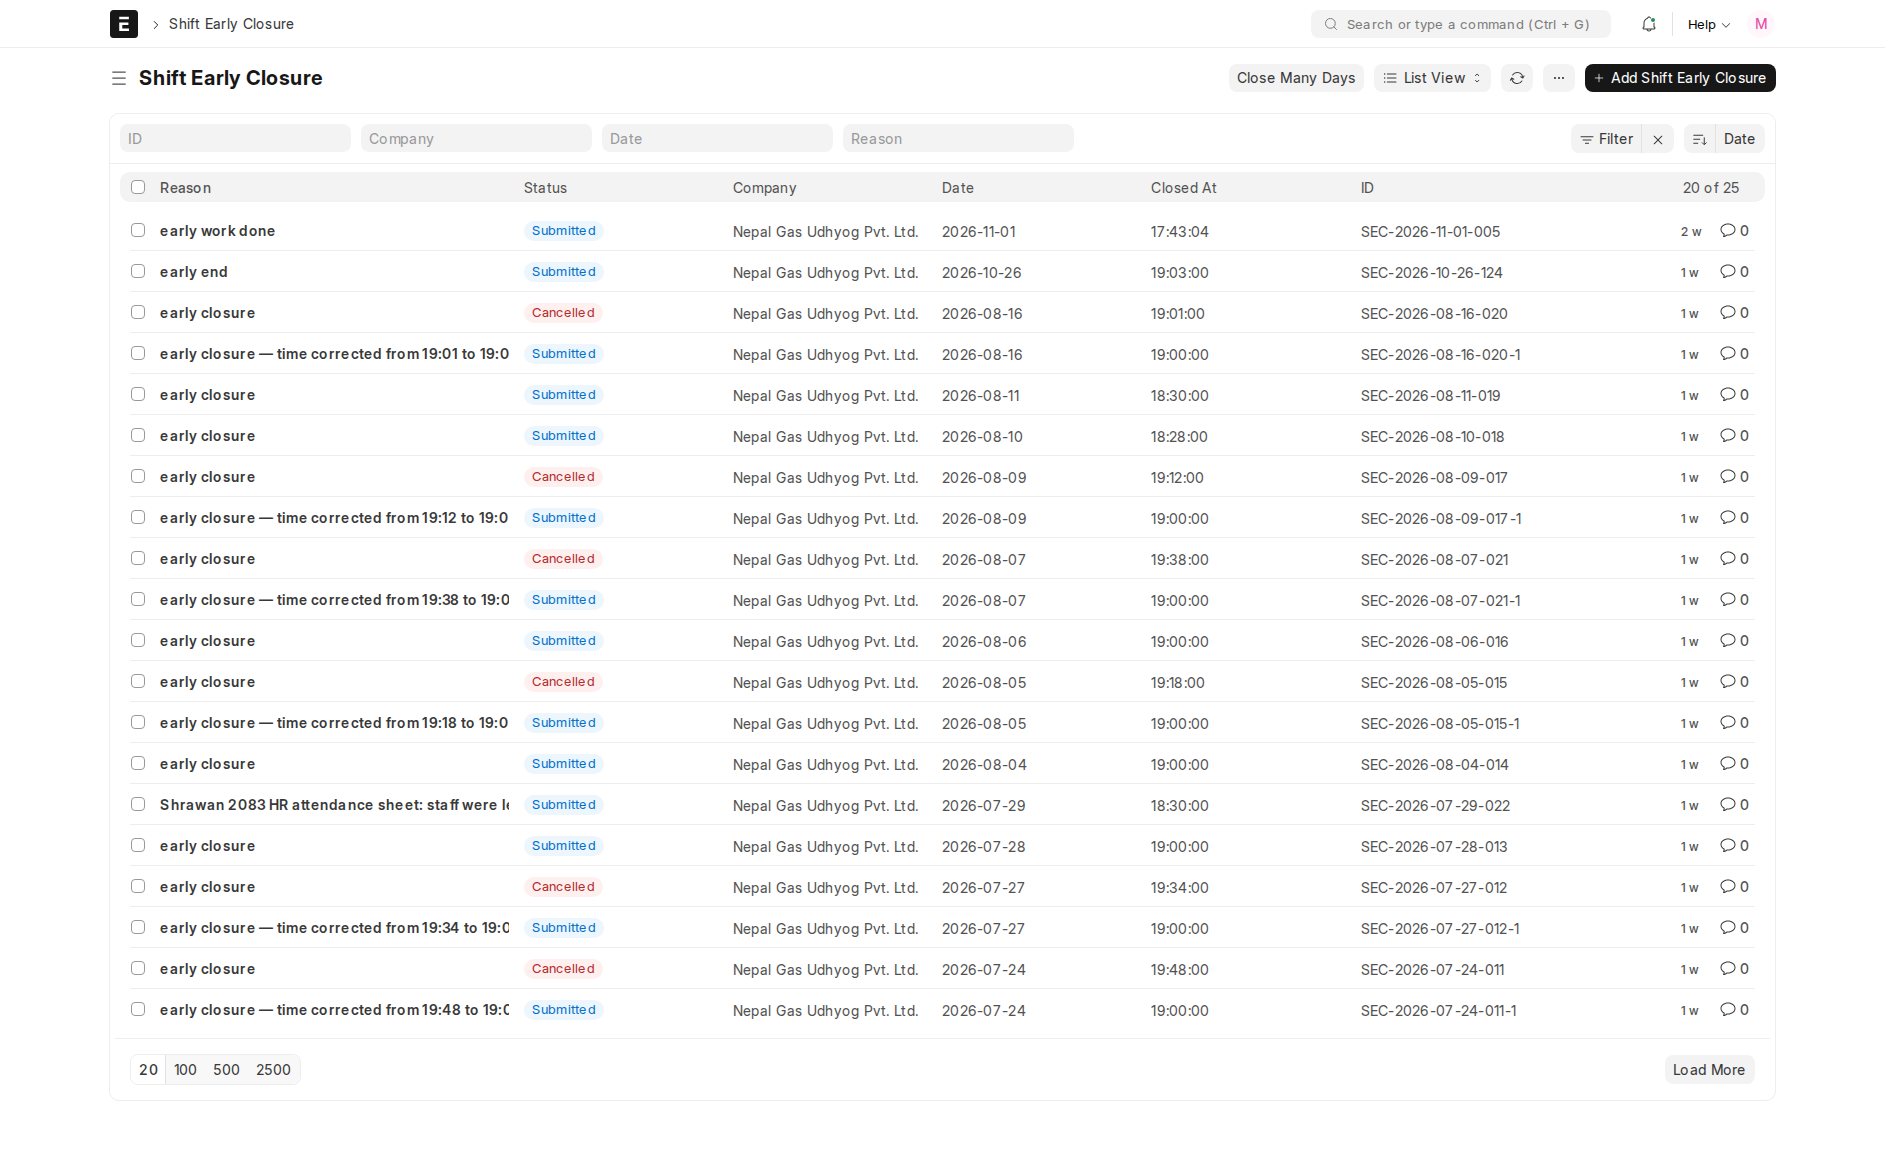 E
Shift Early Closure
Search or type a command (Ctrl + G)
Help
M
Shift Early Closure
Close Many Days
List View
Add Shift Early Closure
ID
Company
Date
Reason
Filter
Date
Reason Status Company Date Closed At ID 20 of 25
early work done Submitted Nepal Gas Udhyog Pvt. Ltd. 2026-11-01 17:43:04 SEC-2026-11-01-005 2 w 0
early end Submitted Nepal Gas Udhyog Pvt. Ltd. 2026-10-26 19:03:00 SEC-2026-10-26-124 1 w 0
early closure Cancelled Nepal Gas Udhyog Pvt. Ltd. 2026-08-16 19:01:00 SEC-2026-08-16-020 1 w 0
early closure — time corrected from 19:01 to 19:0 Submitted Nepal Gas Udhyog Pvt. Ltd. 2026-08-16 19:00:00 SEC-2026-08-16-020-1 1 w 0
early closure Submitted Nepal Gas Udhyog Pvt. Ltd. 2026-08-11 18:30:00 SEC-2026-08-11-019 1 w 0
early closure Submitted Nepal Gas Udhyog Pvt. Ltd. 2026-08-10 18:28:00 SEC-2026-08-10-018 1 w 0
early closure Cancelled Nepal Gas Udhyog Pvt. Ltd. 2026-08-09 19:12:00 SEC-2026-08-09-017 1 w 0
early closure — time corrected from 19:12 to 19:0 Submitted Nepal Gas Udhyog Pvt. Ltd. 2026-08-09 19:00:00 SEC-2026-08-09-017-1 1 w 0
early closure Cancelled Nepal Gas Udhyog Pvt. Ltd. 2026-08-07 19:38:00 SEC-2026-08-07-021 1 w 0
early closure — time corrected from 19:38 to 19:0 Submitted Nepal Gas Udhyog Pvt. Ltd. 2026-08-07 19:00:00 SEC-2026-08-07-021-1 1 w 0
early closure Submitted Nepal Gas Udhyog Pvt. Ltd. 2026-08-06 19:00:00 SEC-2026-08-06-016 1 w 0
early closure Cancelled Nepal Gas Udhyog Pvt. Ltd. 2026-08-05 19:18:00 SEC-2026-08-05-015 1 w 0
early closure — time corrected from 19:18 to 19:0 Submitted Nepal Gas Udhyog Pvt. Ltd. 2026-08-05 19:00:00 SEC-2026-08-05-015-1 1 w 0
early closure Submitted Nepal Gas Udhyog Pvt. Ltd. 2026-08-04 19:00:00 SEC-2026-08-04-014 1 w 0
Shrawan 2083 HR attendance sheet: staff were le Submitted Nepal Gas Udhyog Pvt. Ltd. 2026-07-29 18:30:00 SEC-2026-07-29-022 1 w 0
early closure Submitted Nepal Gas Udhyog Pvt. Ltd. 2026-07-28 19:00:00 SEC-2026-07-28-013 1 w 0
early closure Cancelled Nepal Gas Udhyog Pvt. Ltd. 2026-07-27 19:34:00 SEC-2026-07-27-012 1 w 0
early closure — time corrected from 19:34 to 19:0 Submitted Nepal Gas Udhyog Pvt. Ltd. 2026-07-27 19:00:00 SEC-2026-07-27-012-1 1 w 0
early closure Cancelled Nepal Gas Udhyog Pvt. Ltd. 2026-07-24 19:48:00 SEC-2026-07-24-011 1 w 0
early closure — time corrected from 19:48 to 19:0 Submitted Nepal Gas Udhyog Pvt. Ltd. 2026-07-24 19:00:00 SEC-2026-07-24-011-1 1 w 0
20 100 500 2500
Load More